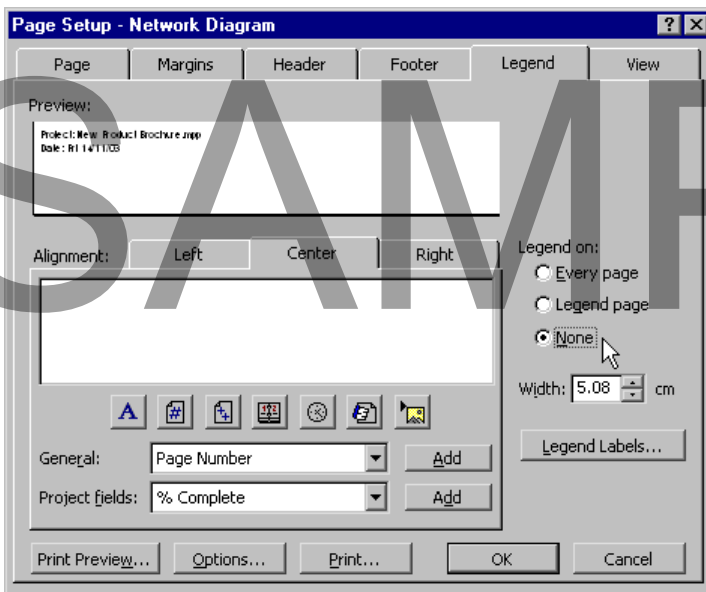 Page Setup - Network Diagram
Page Margins Header Footer Legend View
Preview:
Project: New Product Brochure.mpp
Date: Fri 14/11/03
Alignment: Left Center Right
Legend on:
Every page
Legend page
None
Width: 5.08 cm
Legend Labels...
General: Page Number Add
Project fields: % Complete Add
Print Preview... Options... Print... OK Cancel
SAMP